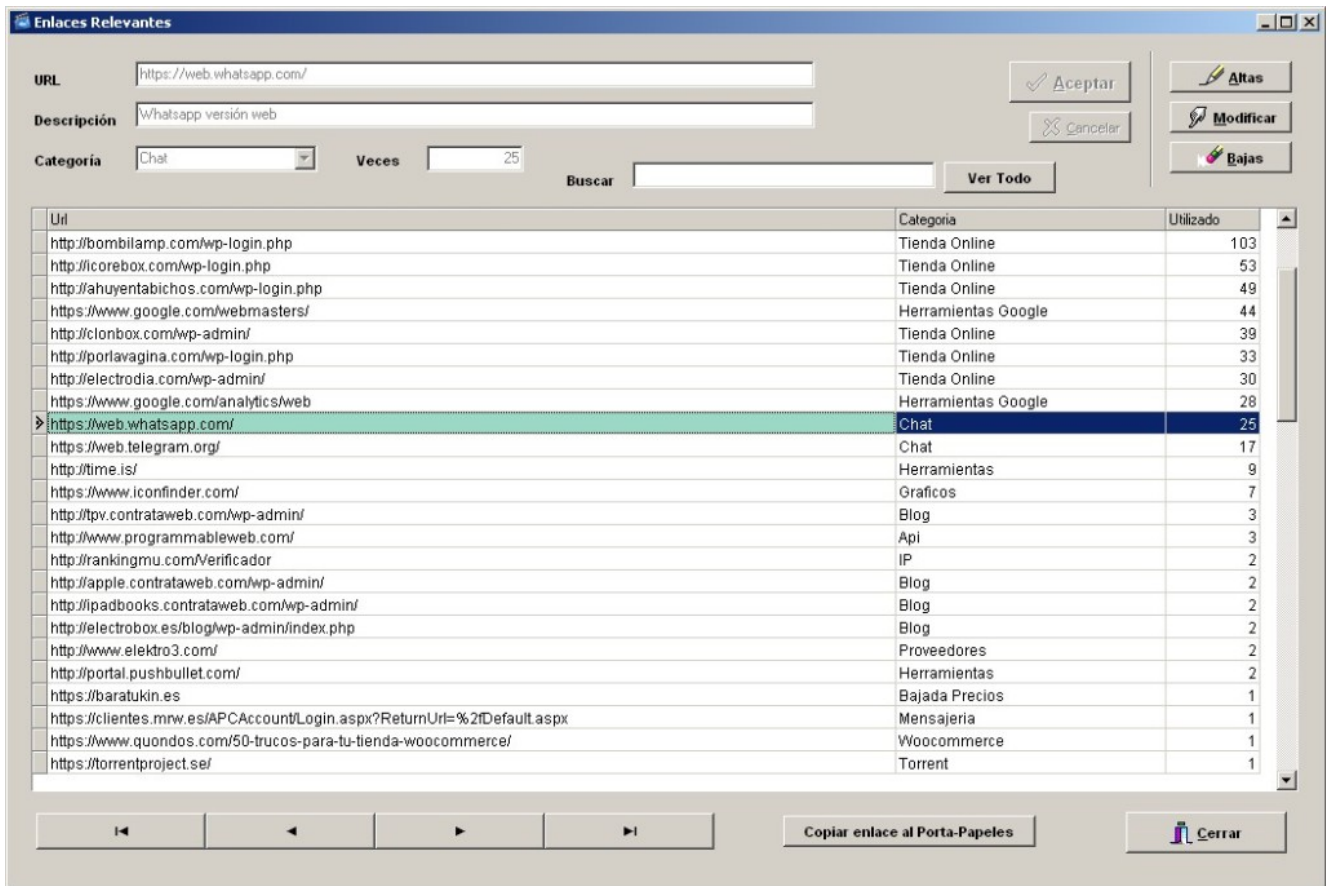 Enlaces Relevantes
URL https://web.whatsapp.com/ Aceptar Altas
Descripción Whatsapp versión web Cancelar Modificar
Categoría Chat Veces 25 Bajas
Buscar Ver Todo
Url Categoria Utilizado
http://bombilamp.com/wp-login.php Tienda Online 103
http://icorebox.com/wp-login.php Tienda Online 53
http://ahuyentabichos.com/wp-login.php Tienda Online 49
https://www.google.com/webmasters/ Herramientas Google 44
http://clonbox.com/wp-admin/ Tienda Online 39
http://porlavagina.com/wp-login.php Tienda Online 33
http://electrodia.com/wp-admin/ Tienda Online 30
https://www.google.com/analytics/web Herramientas Google 28
https://web.whatsapp.com/ Chat 25
https://web.telegram.org/ Chat 17
http://time.is/ Herramientas 9
https://www.iconfinder.com/ Graficos 7
http://tpv.contrataweb.com/wp-admin/ Blog 3
http://www.programmableweb.com/ Api 3
http://rankingmu.com/Verificador IP 2
http://apple.contrataweb.com/wp-admin/ Blog 2
http://ipadbooks.contrataweb.com/wp-admin/ Blog 2
http://electrobox.es/blog/wp-admin/index.php Blog 2
http://www.elektro3.com/ Proveedores 2
http://portal.pushbullet.com/ Herramientas 2
https://baratukin.es Bajada Precios 1
https://clientes.mrw.es/APCAccount/Login.aspx?ReturnUrl=%2fDefault.aspx Mensajeria 1
https://www.quondos.com/50-trucos-para-tu-tienda-woocommerce/ Woocommerce 1
https://torrentproject.se/ Torrent 1
Copiar enlace al Porta-Papeles Cerrar